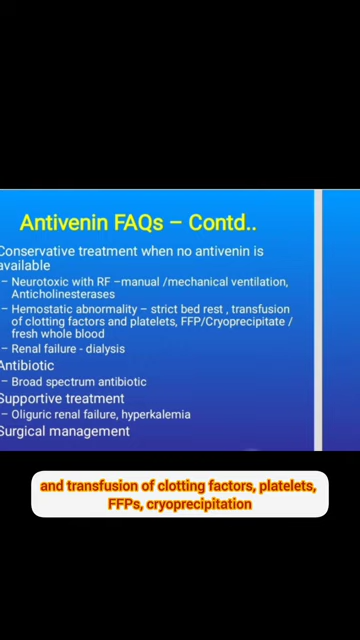 Antivenin FAQs – Contd..
Conservative treatment when no antivenin is
available
– Neurotoxic with RF –manual /mechanical ventilation,
Anticholinesterases
– Hemostatic abnormality – strict bed rest , transfusion
of clotting factors and platelets, FFP/Cryoprecipitate /
fresh whole blood
– Renal failure - dialysis
Antibiotic
– Broad spectrum antibiotic
Supportive treatment
– Oliguric renal failure, hyperkalemia
Surgical management
and transfusion of clotting factors, platelets,
FFPs, cryoprecipitation